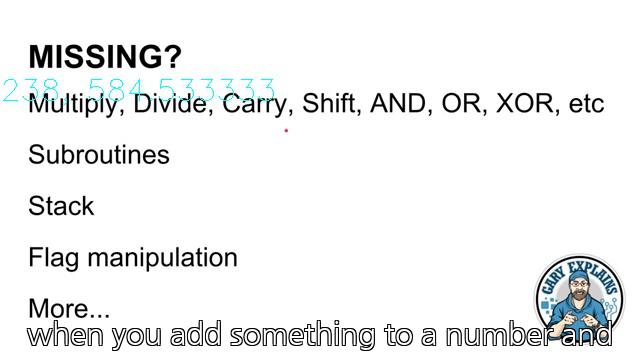 MISSING?
238, 584.533333
Multiply, Divide, Carry, Shift, AND, OR, XOR, etc
Subroutines
Stack
Flag manipulation
GARY EXPLAINS
More...
when you add something to a number and